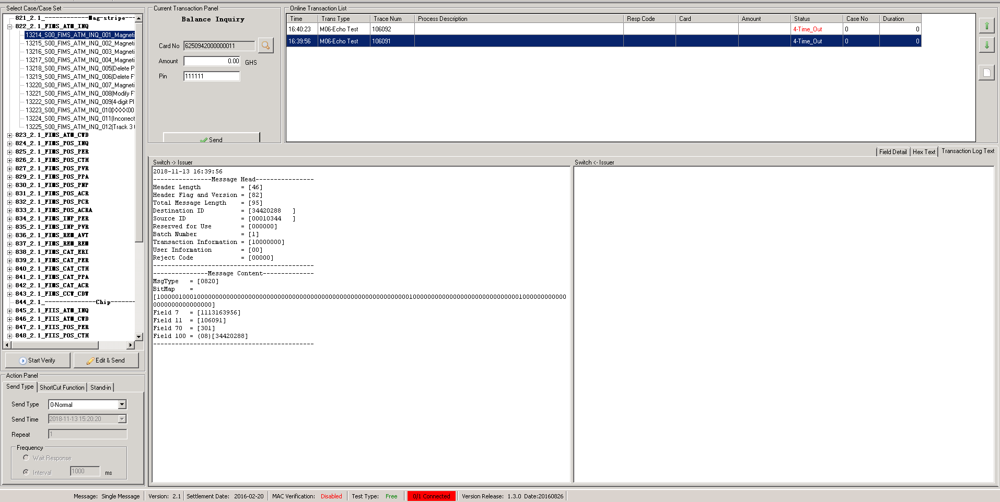 Select Case/Case Set
821_2.1_------------Mag-stripe---
822_2.1_FIMS_ATM_INQ
13214_S00_FIMS_ATM_INQ_001_Magneti
13215_S00_FIMS_ATM_INQ_002_Magneti
13216_S00_FIMS_ATM_INQ_003_Magneti
13217_S00_FIMS_ATM_INQ_004_Magneti
13218_S00_FIMS_ATM_INQ_005(Delete P
13219_S00_FIMS_ATM_INQ_006(Delete F
13220_S00_FIMS_ATM_INQ_007_Magneti
13221_S00_FIMS_ATM_INQ_008(Modify F
13222_S00_FIMS_ATM_INQ_009(4-digit PI
13223_S00_FIMS_ATM_INQ_010(XXXX00
13224_S00_FIMS_ATM_INQ_011(Incorrect
13225_S00_FIMS_ATM_INQ_012(Track 3
823_2.1_FIMS_ATM_CWD
824_2.1_FIMS_POS_INQ
825_2.1_FIMS_POS_PER
826_2.1_FIMS_POS_CTH
827_2.1_FIMS_POS_PVR
829_2.1_FIMS_POS_PPA
830_2.1_FIMS_POS_PNP
831_2.1_FIMS_POS_ACR
832_2.1_FIMS_POS_PCR
833_2.1_FIMS_POS_ACRA
834_2.1_FIMS_INP_PER
835_2.1_FIMS_INP_PVR
836_2.1_FIMS_REM_AVT
837_2.1_FIMS_REM_REM
838_2.1_FIMS_CAT_ERI
839_2.1_FIMS_CAT_PER
840_2.1_FIMS_CAT_CTH
841_2.1_FIMS_CAT_PPA
842_2.1_FIMS_CAT_ACR
843_2.1_FIMS_CCT_CDT
844_2.1_--------------Chip-------
845_2.1_FIIS_ATM_INQ
846_2.1_FIIS_ATM_CWD
847_2.1_FIIS_POS_PER
848_2.1_FIIS_POS_CTH
Start Verify Edit & Send
Action Panel
Send Type ShortCut Function Stand-in
Send Type 0-Normal
Send Time 2018-11-13 15:20:20
Repeat 1
Frequency
Wait Response
Interval 1000 ms
Current Transaction Panel
Balance Inquiry
Card No 6250942000000011
Amount 0.00 GHS
Pin 111111
Send
Online Transaction List
Time Trans Type Trace Num Process Description Resp Code Card Amount Status Case No Duration
16:40:23 M06-Echo Test 106092 4-Time_Out 0 0
16:39:56 M06-Echo Test 106091 4-Time_Out 0 0
Field Detail Hex Text Transaction Log Text
Switch -> Issuer
2018-11-13 16:39:56
----------------Message Head----------------
Header Length = [46]
Header Flag and Version = [82]
Total Message Length = [95]
Destination ID = [34420288   ]
Source ID = [00010344   ]
Reserved for Use = [000000]
Batch Number = [1]
Transaction Information = [10000000]
User Information = [00]
Reject Code = [00000]
--------------------------------------------
---------------Message Content--------------
MsgType = [0820]
BitMap =
[1000001000100000000000000000000000000000000000000000000000000000000001000000000000000000000000000001000000000000
0000000000000000]
Field 7 = [1113163956]
Field 11 = [106091]
Field 70 = [301]
Field 100 = (08)[34420288]
--------------------------------------------
Switch <- Issuer
Message: Single Message Version: 2.1 Settlement Date: 2016-02-20 MAC Verification: Disabled Test Type: Free 0/1 Connected Version Release: 1.3.0 Date:20160826